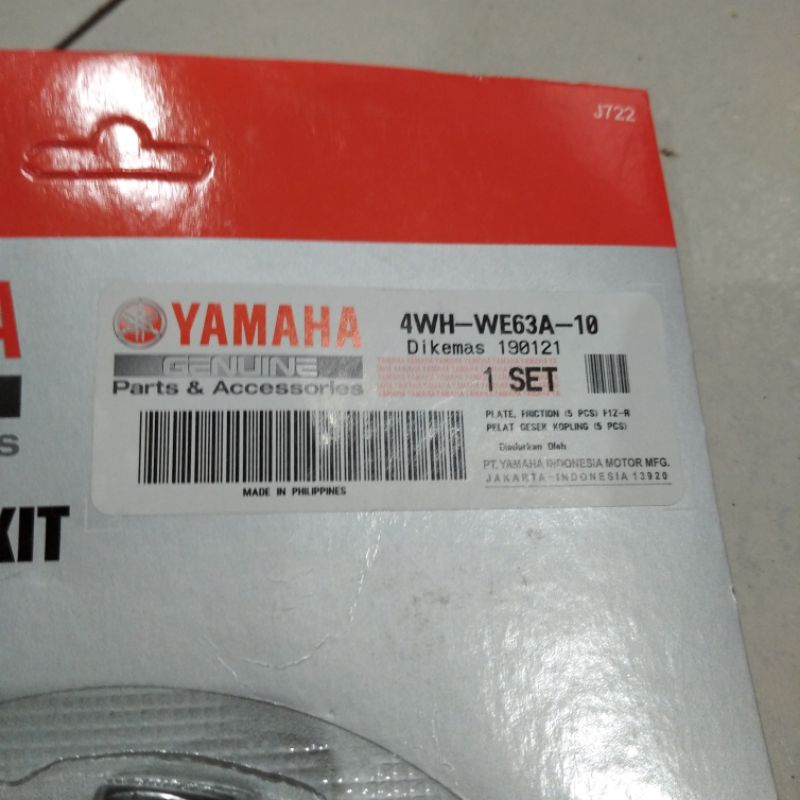 J722
YAMAHA
GENUINE
Parts & Accessories
4WH-WE63A-10
Dikemas 190121
1 SET
PLATE, FRICTION (5 PCS) F1Z-R
PELAT GESEK KOPLING (5 PCS)
Diedarkan Oleh
PT.YAMAHA INDONESIA MOTOR MFG.
JAKARTA-INDONESIA 13920
MADE IN PHILIPPINES
A
S
KIT